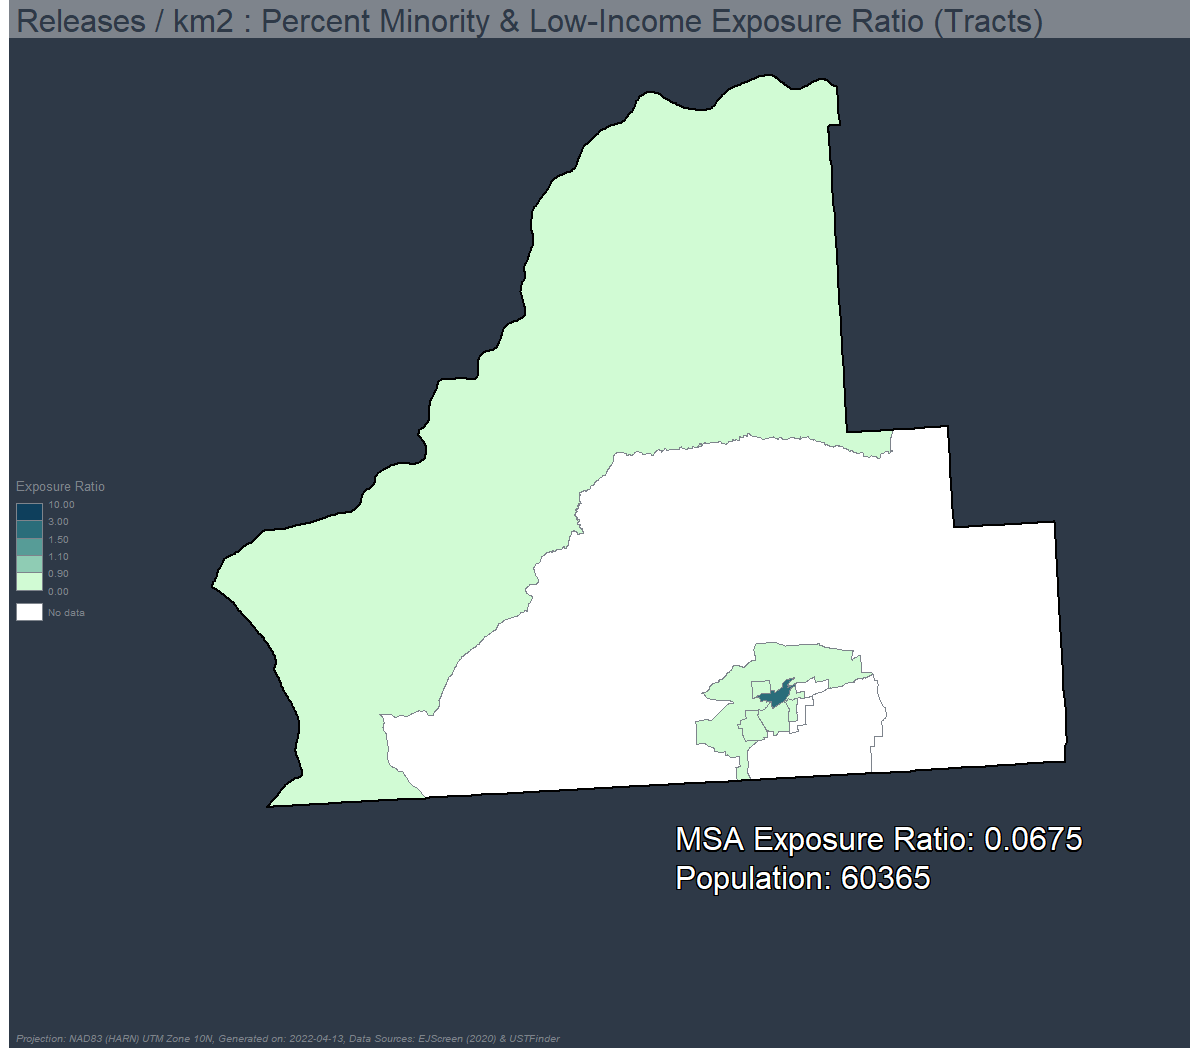 Releases / km2 : Percent Minority & Low-Income Exposure Ratio (Tracts)
Exposure Ratio
10.00
3.00
1.50
1.10
0.90
0.00
No data
MSA Exposure Ratio: 0.0675
Population: 60365
Projection: NAD83 (HARN) UTM Zone 10N, Generated on: 2022-04-13, Data Sources: EJScreen (2020) & USTFinder